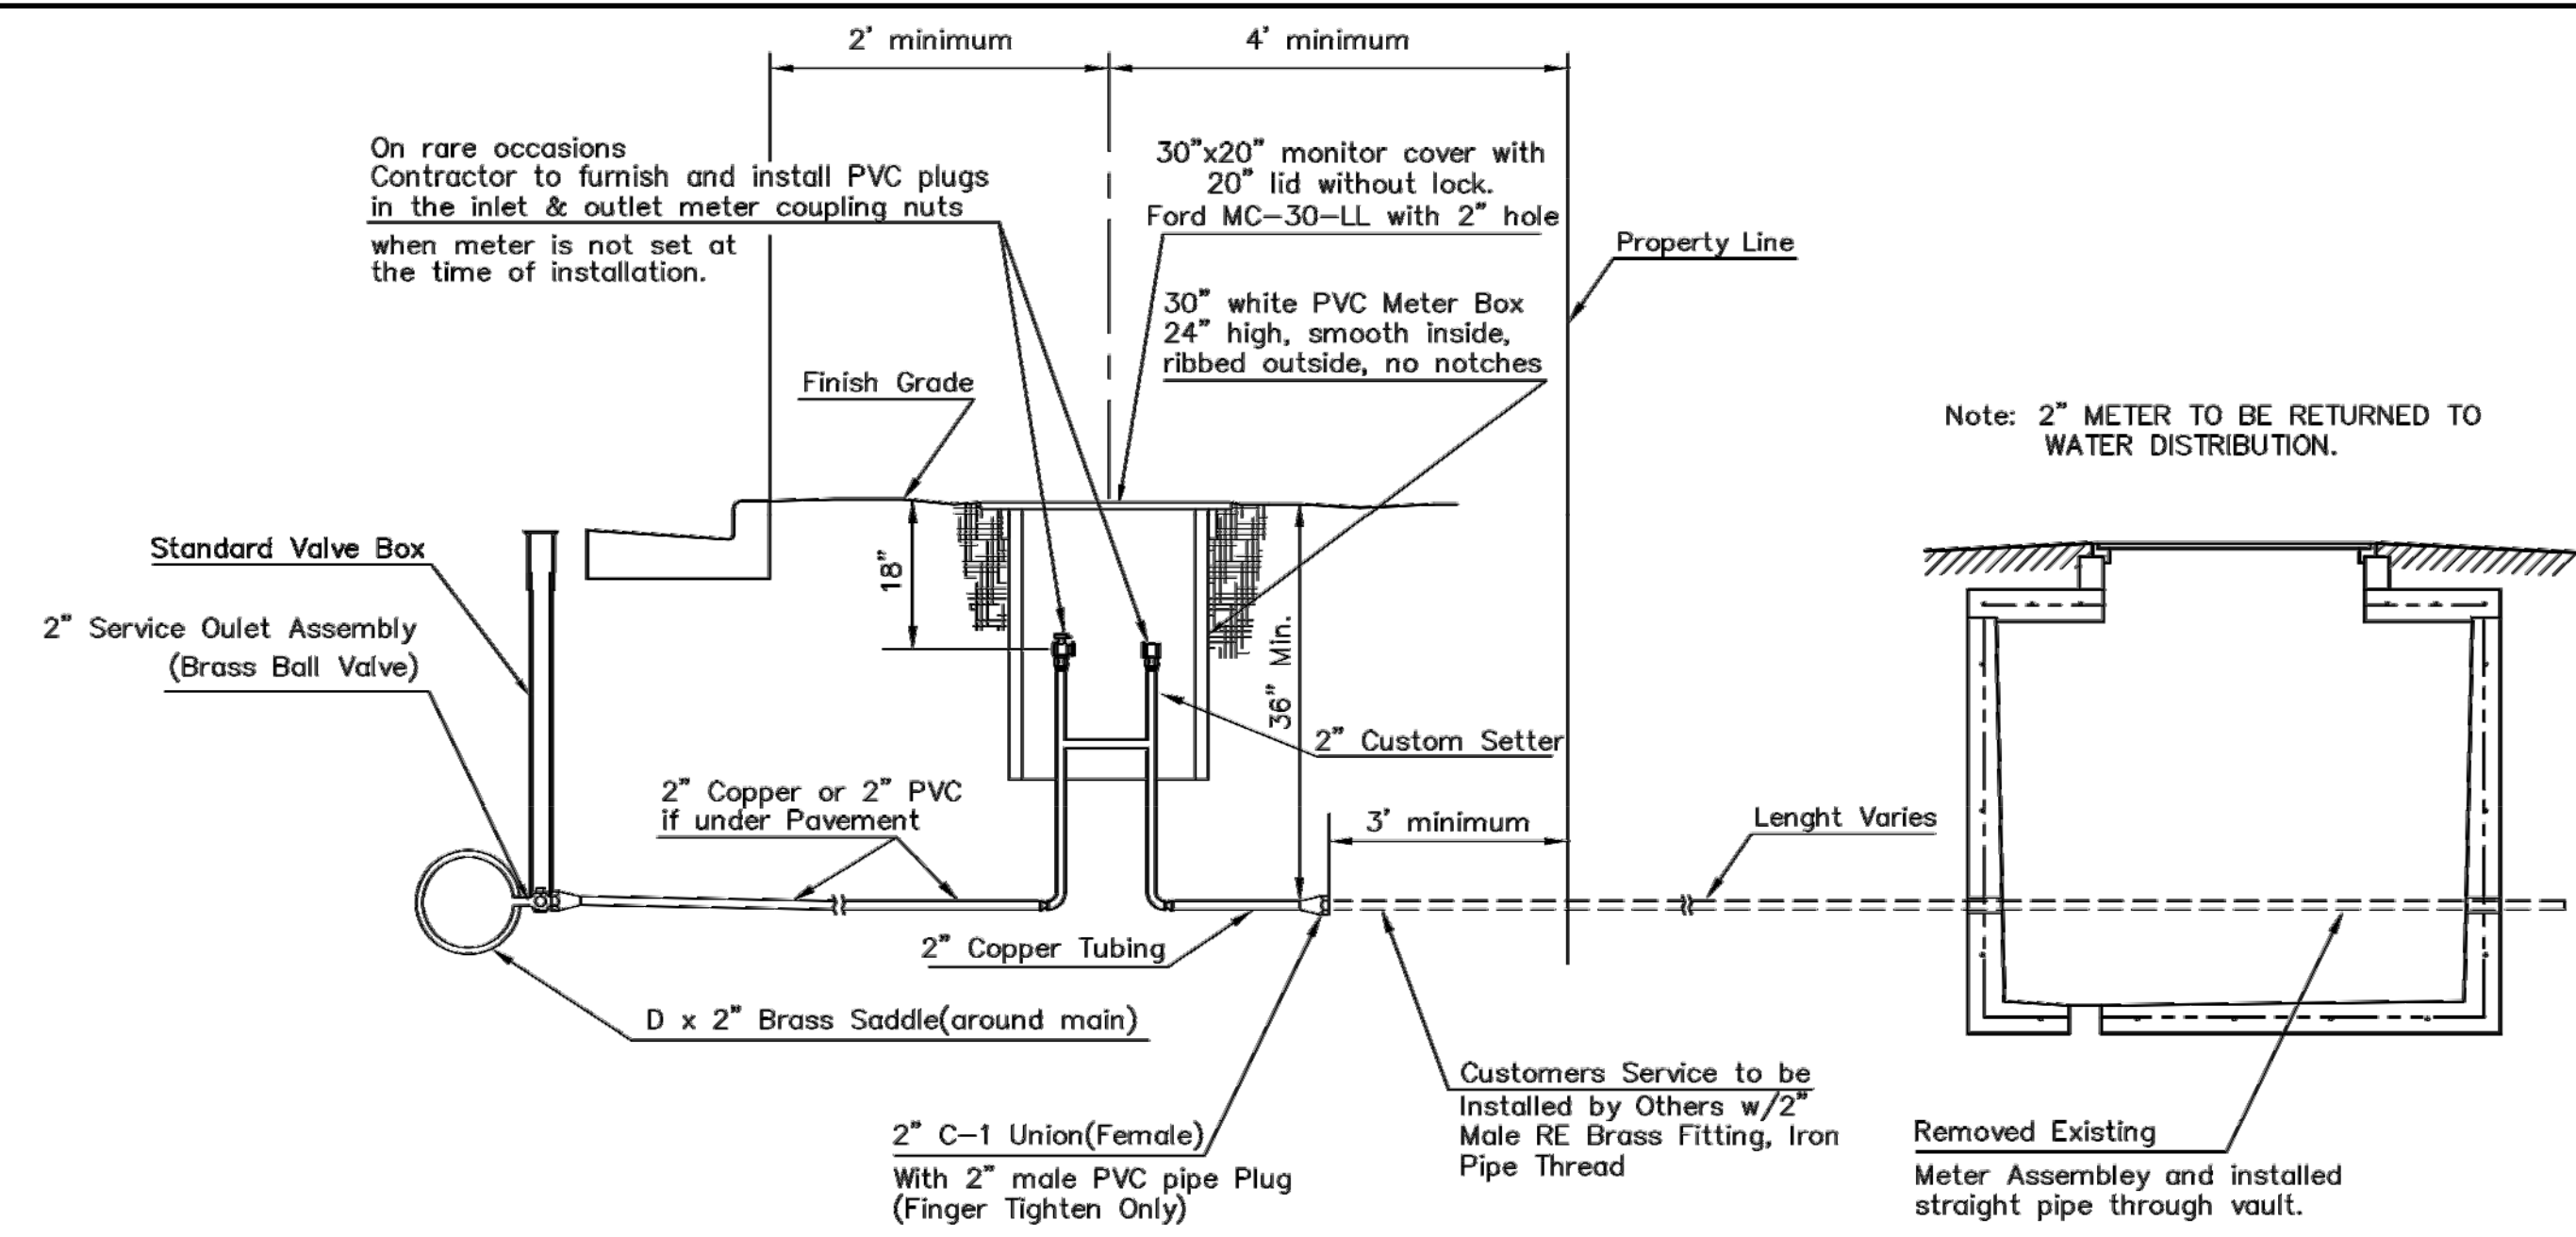 2' minimum
4' minimum
On rare occasions
Contractor to furnish and install PVC plugs
in the inlet & outlet meter coupling nuts
when meter is not set at
the time of installation.
30"x20" monitor cover with
20" lid without lock.
Ford MC-30-LL with 2" hole
Property Line
30" white PVC Meter Box
24" high, smooth inside,
ribbed outside, no notches
Finish Grade
Note: 2" METER TO BE RETURNED TO
WATER DISTRIBUTION.
Standard Valve Box
18"
2" Service Oulet Assembly
(Brass Ball Valve)
36" Min.
2" Custom Setter
2" Copper or 2" PVC
if under Pavement
3' minimum
Lenght Varies
2" Copper Tubing
D x 2" Brass Saddle(around main)
2" C-1 Union(Female)
With 2" male PVC pipe Plug
(Finger Tighten Only)
Customers Service to be
Installed by Others w/2"
Male RE Brass Fitting, Iron
Pipe Thread
Removed Existing
Meter Assembley and installed
straight pipe through vault.